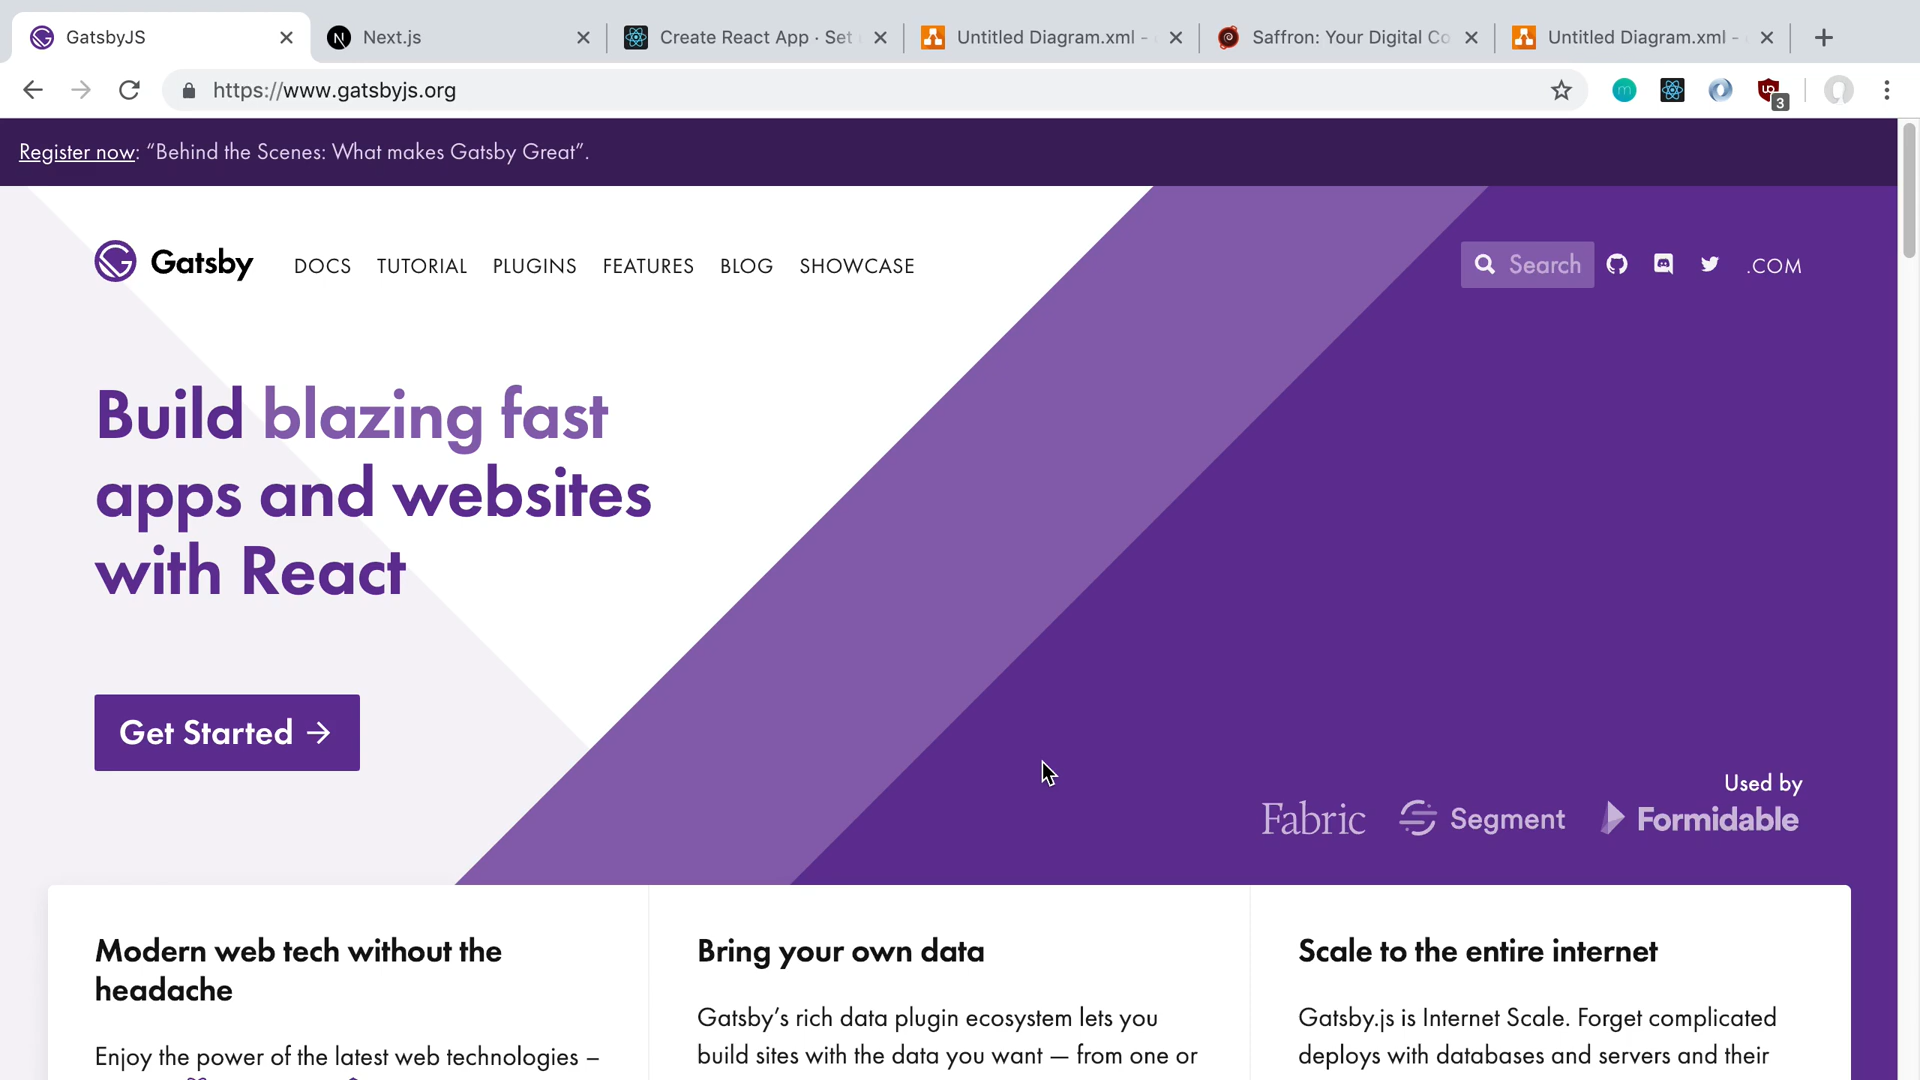 GatsbyJS
Next.js
Create React App · Set
Untitled Diagram.xml -
Saffron: Your Digital Co
Untitled Diagram.xml -
https://www.gatsbyjs.org
3
Register now: “Behind the Scenes: What makes Gatsby Great”.
Gatsby
DOCS TUTORIAL PLUGINS FEATURES BLOG SHOWCASE
Search
.COM
Build blazing fast
apps and websites
with React
Get Started →
Used by
Fabric Segment Formidable
Modern web tech without the
headache
Enjoy the power of the latest web technologies –
Bring your own data
Gatsby’s rich data plugin ecosystem lets you
build sites with the data you want — from one or
Scale to the entire internet
Gatsby.js is Internet Scale. Forget complicated
deploys with databases and servers and their